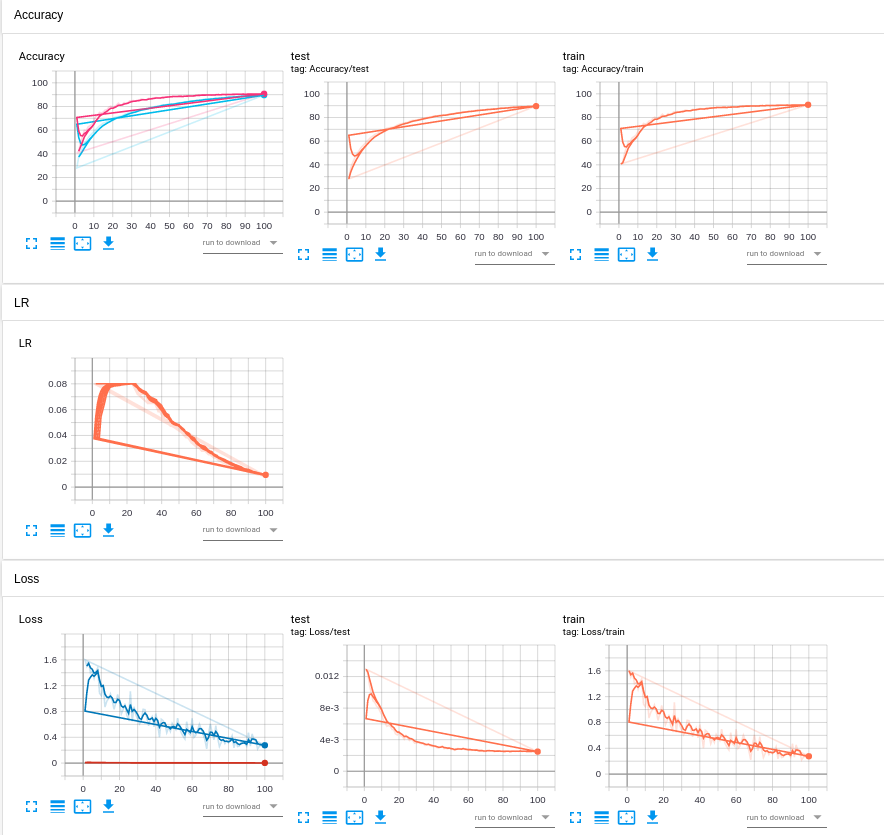 Accuracy
Accuracy
100
80
60
40
20
0
0 10 20 30 40 50 60 70 80 90 100
run to download
test
tag: Accuracy/test
100
80
60
40
20
0
0 10 20 30 40 50 60 70 80 90 100
run to download
train
tag: Accuracy/train
100
80
60
40
20
0
0 10 20 30 40 50 60 70 80 90 100
run to download
LR
LR
0.08
0.06
0.04
0.02
0
0 20 40 60 80 100
run to download
Loss
Loss
1.6
1.2
0.8
0.4
0
0 20 40 60 80 100
run to download
test
tag: Loss/test
0.012
8e-3
4e-3
0
0 20 40 60 80 100
run to download
train
tag: Loss/train
1.6
1.2
0.8
0.4
0
0 20 40 60 80 100
run to download